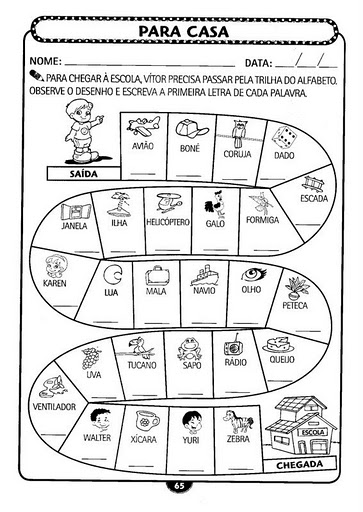 PARA CASA
NOME: DATA: / /
PARA CHEGAR À ESCOLA, VÍTOR PRECISA PASSAR PELA TRILHA DO ALFABETO.
OBSERVE O DESENHO E ESCREVA A PRIMEIRA LETRA DE CADA PALAVRA.
SAÍDA
AVIÃO
BONÉ
CORUJA
DADO
ESCADA
FORMIGA
GALO
HELICÓPTERO
ILHA
JANELA
KAREN
LUA
MALA
NAVIO
OLHO
PETECA
QUEIJO
RÁDIO
SAPO
TUCANO
UVA
VENTILADOR
WALTER
XÍCARA
YURI
ZEBRA
ESCOLA
CHEGADA
65